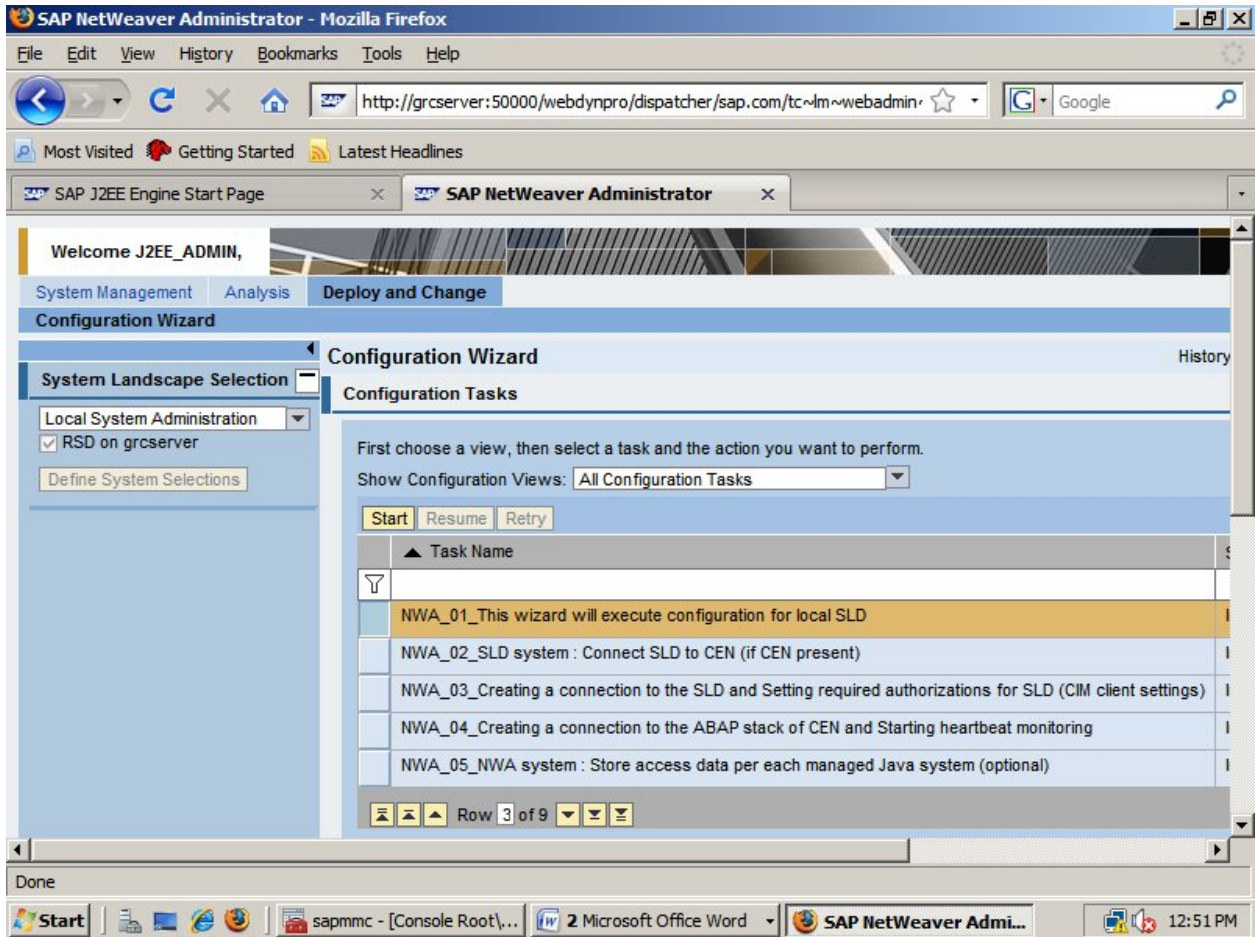 SAP NetWeaver Administrator - Mozilla Firefox
File Edit View History Bookmarks Tools Help
http://grcserver:50000/webdynpro/dispatcher/sap.com/tc~lm~webadmin
G Google
Most Visited Getting Started Latest Headlines
SAP SAP J2EE Engine Start Page SAP SAP NetWeaver Administrator
Welcome J2EE_ADMIN,
System Management Analysis Deploy and Change
Configuration Wizard
Configuration Wizard History
System Landscape Selection
Configuration Tasks
Local System Administration
RSD on grcserver
Define System Selections
First choose a view, then select a task and the action you want to perform.
Show Configuration Views: All Configuration Tasks
Start Resume Retry
Task Name
NWA_01_This wizard will execute configuration for local SLD
NWA_02_SLD system : Connect SLD to CEN (if CEN present)
NWA_03_Creating a connection to the SLD and Setting required authorizations for SLD (CIM client settings)
NWA_04_Creating a connection to the ABAP stack of CEN and Starting heartbeat monitoring
NWA_05_NWA system : Store access data per each managed Java system (optional)
Row 3 of 9
Done
Start sapmmc - [Console Root\... 2 Microsoft Office Word SAP NetWeaver Admi... 12:51 PM